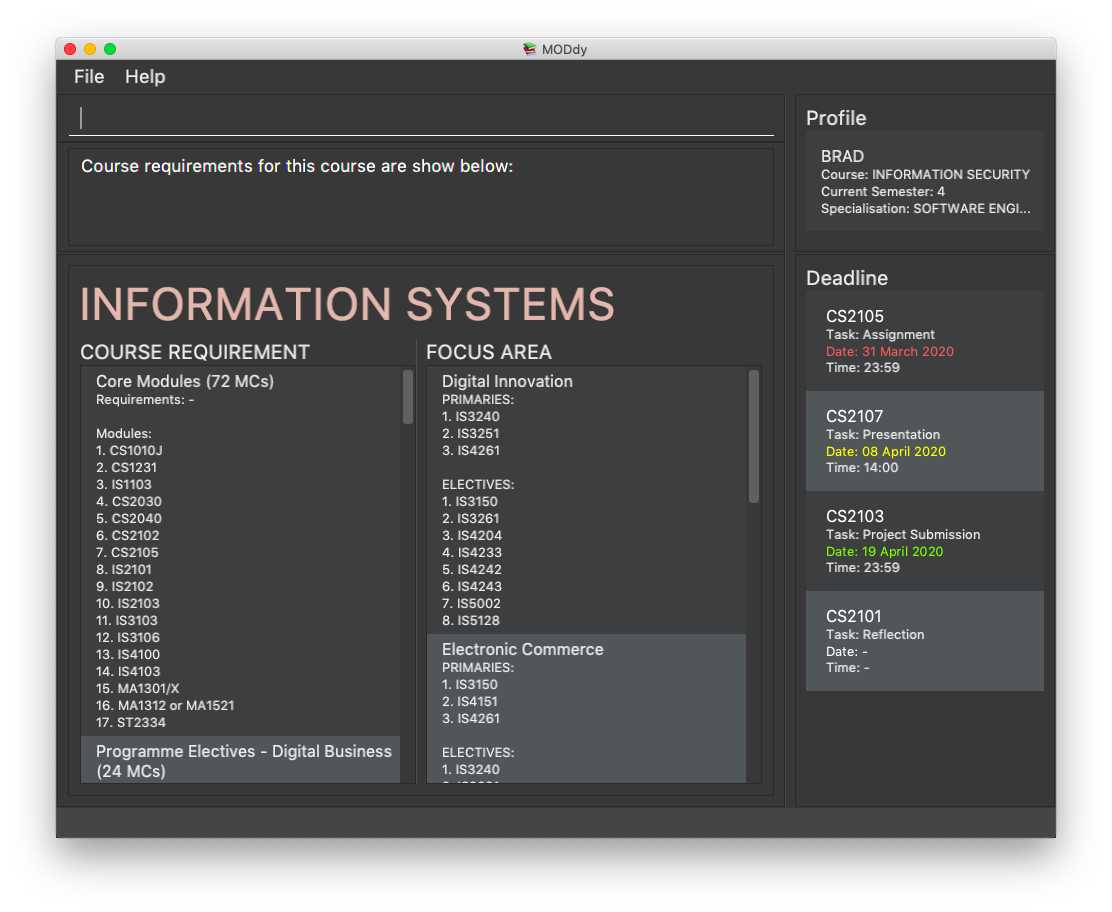 MODdy
File Help
Course requirements for this course are show below:
INFORMATION SYSTEMS
COURSE REQUIREMENT
Core Modules (72 MCs)
Requirements: -
Modules:
1. CS1010J
2. CS1231
3. IS1103
4. CS2030
5. CS2040
6. CS2102
7. CS2105
8. IS2101
9. IS2102
10. IS2103
11. IS3103
12. IS3106
13. IS4100
14. IS4103
15. MA1301/X
16. MA1312 or MA1521
17. ST2334
Programme Electives - Digital Business
(24 MCs)
FOCUS AREA
Digital Innovation
PRIMARIES:
1. IS3240
2. IS3251
3. IS4261
ELECTIVES:
1. IS3150
2. IS3261
3. IS4204
4. IS4233
5. IS4242
6. IS4243
7. IS5002
8. IS5128
Electronic Commerce
PRIMARIES:
1. IS3150
2. IS4151
3. IS4261
ELECTIVES:
1. IS3240
Profile
BRAD
Course: INFORMATION SECURITY
Current Semester: 4
Specialisation: SOFTWARE ENGI...
Deadline
CS2105
Task: Assignment
Date: 31 March 2020
Time: 23:59
CS2107
Task: Presentation
Date: 08 April 2020
Time: 14:00
CS2103
Task: Project Submission
Date: 19 April 2020
Time: 23:59
CS2101
Task: Reflection
Date: -
Time: -